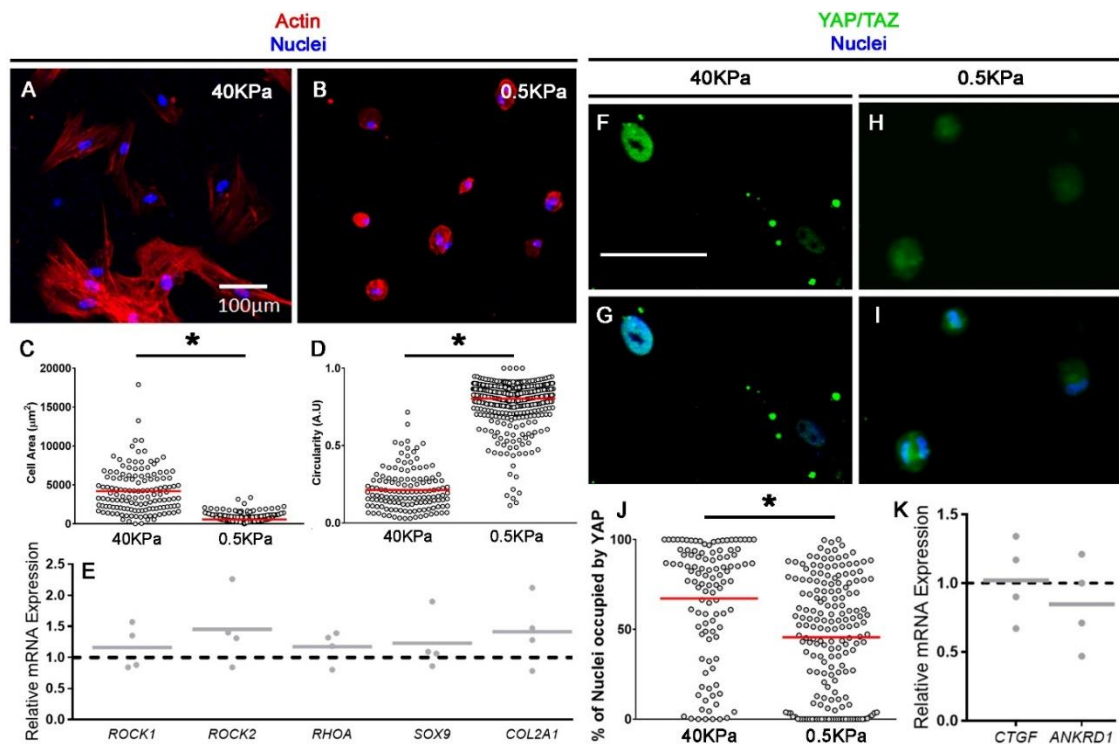 Actin
Nuclei
A
40KPa
B
0.5KPa
100µm
C
*
Cell Area (µm²)
20000
15000
10000
5000
0
40KPa
0.5KPa
D
*
Circularity (A.U)
1.0
0.5
0.0
40KPa
0.5KPa
E
Relative mRNA Expression
2.5
2.0
1.5
1.0
0.5
0.0
ROCK1
ROCK2
RHOA
SOX9
COL2A1
YAP/TAZ
Nuclei
40KPa
0.5KPa
F
H
G
I
J
*
% of Nuclei occupied by YAP
100
50
0
40KPa
0.5KPa
K
Relative mRNA Expression
1.5
1.0
0.5
0.0
CTGF
ANKRD1